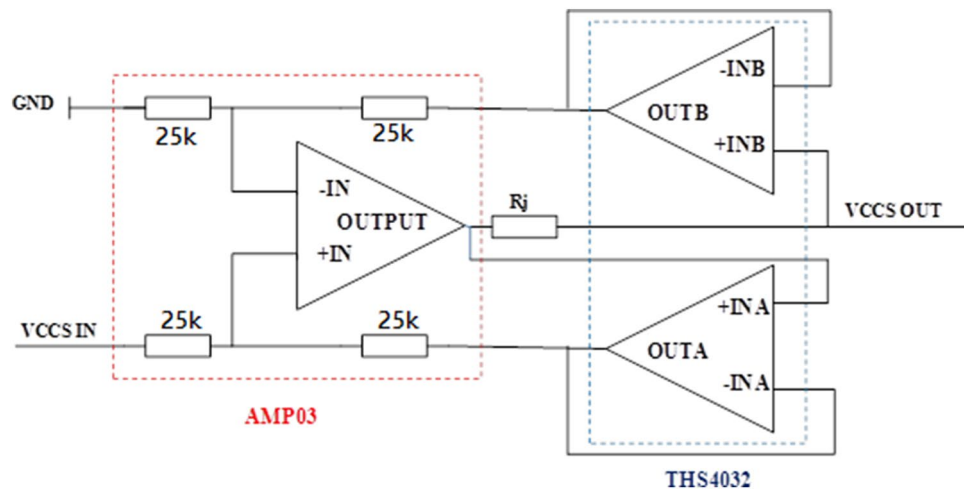 -INB
GND
OUTB
25k
25k
+INB
-IN
Rj
VCCS OUT
OUTPUT
+IN
25k
25k
+INA
VCCS IN
OUTA
-INA
AMP03
THS4032